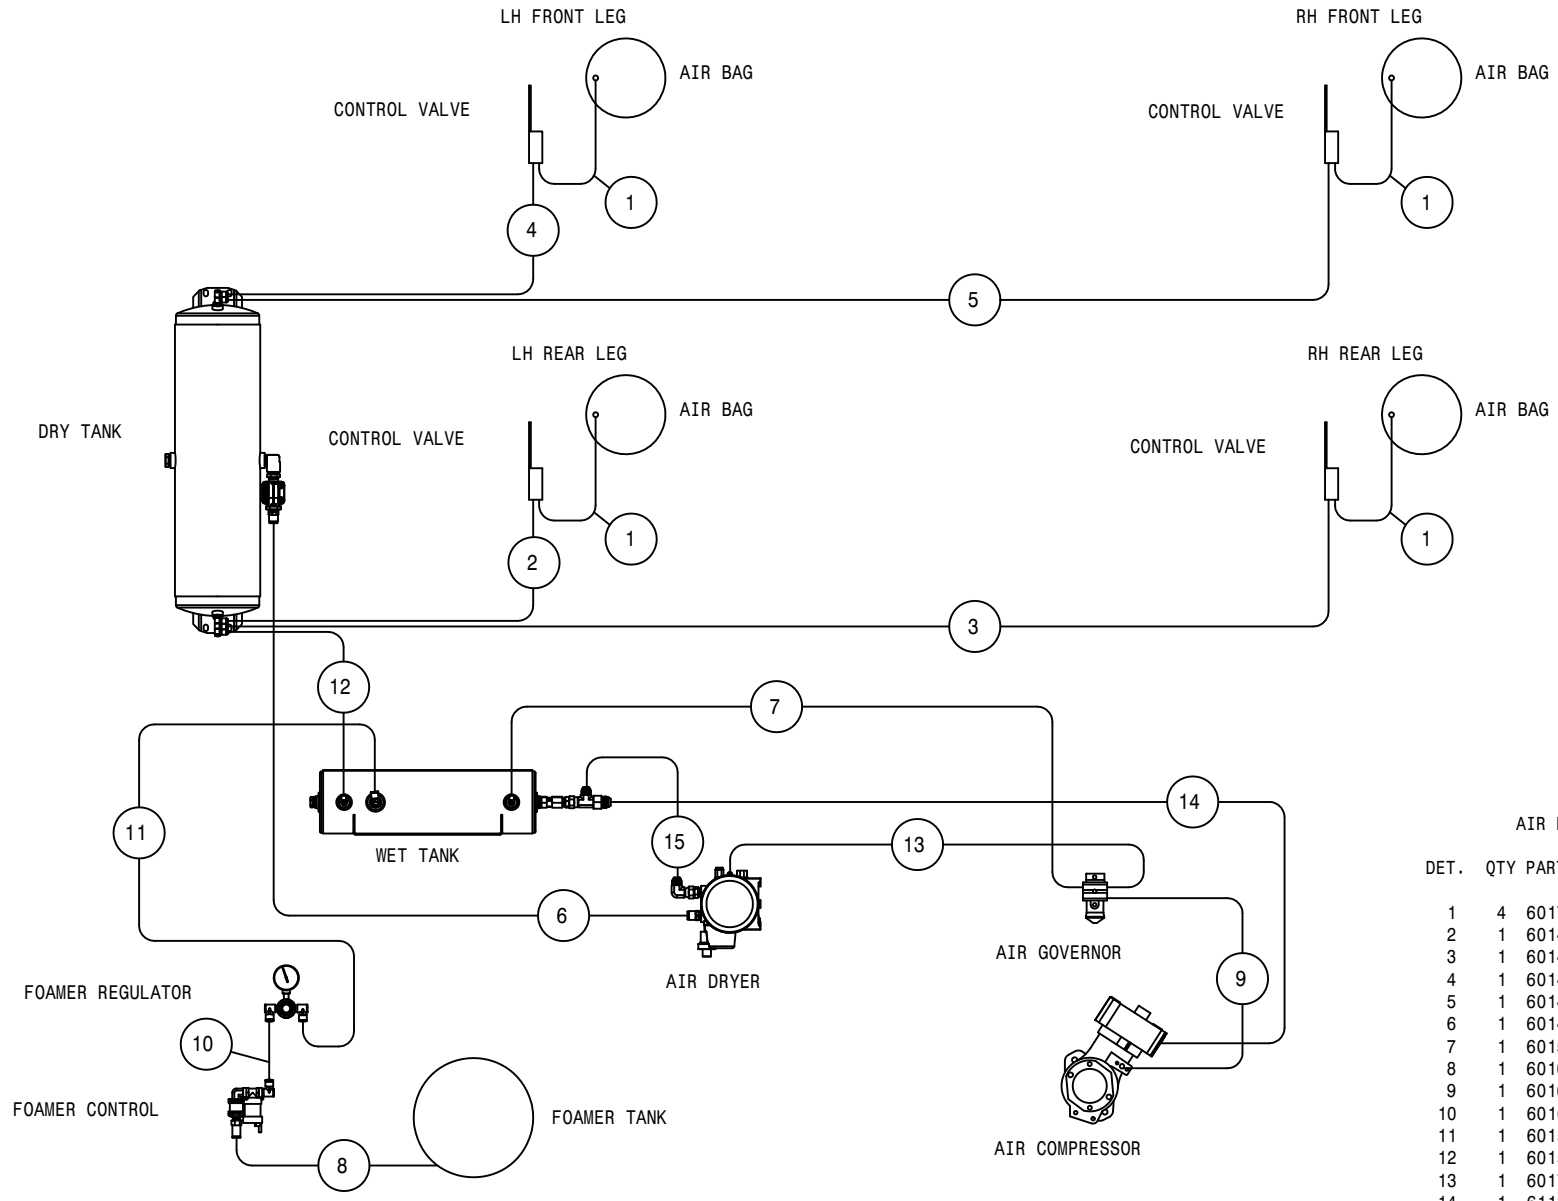 LH FRONT LEG
RH FRONT LEG
AIR BAG
AIR BAG
CONTROL VALVE
CONTROL VALVE
1
1
4
5
LH REAR LEG
RH REAR LEG
AIR BAG
AIR BAG
DRY TANK
CONTROL VALVE
CONTROL VALVE
1
1
2
3
12
7
14
11
15
13
WET TANK
6
AIR GOVERNOR
AIR DRYER
9
FOAMER REGULATOR
10
FOAMER CONTROL
FOAMER TANK
AIR COMPRESSOR
8
AIR
DET. QTY
1 4
2 1
3 1
4 1
5 1
6 1
7 1
8 1
9 1
10 1
11 1
12 1
13 1